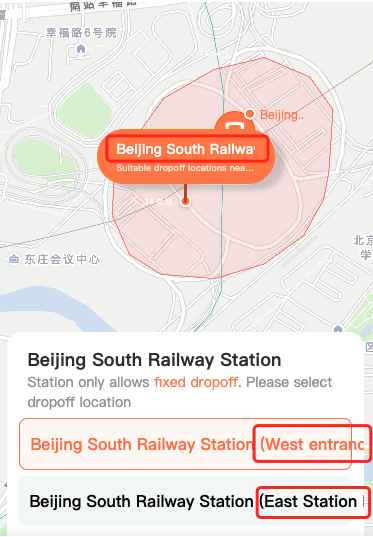 幸福路6号院
Beijing..
Beijing South Railway
Suitable dropoff locations nea...
东庄会议中心
北京
学
Beijing South Railway Station
Station only allows fixed dropoff. Please select
dropoff location
Beijing South Railway Station (West entranc
Beijing South Railway Station (East Station